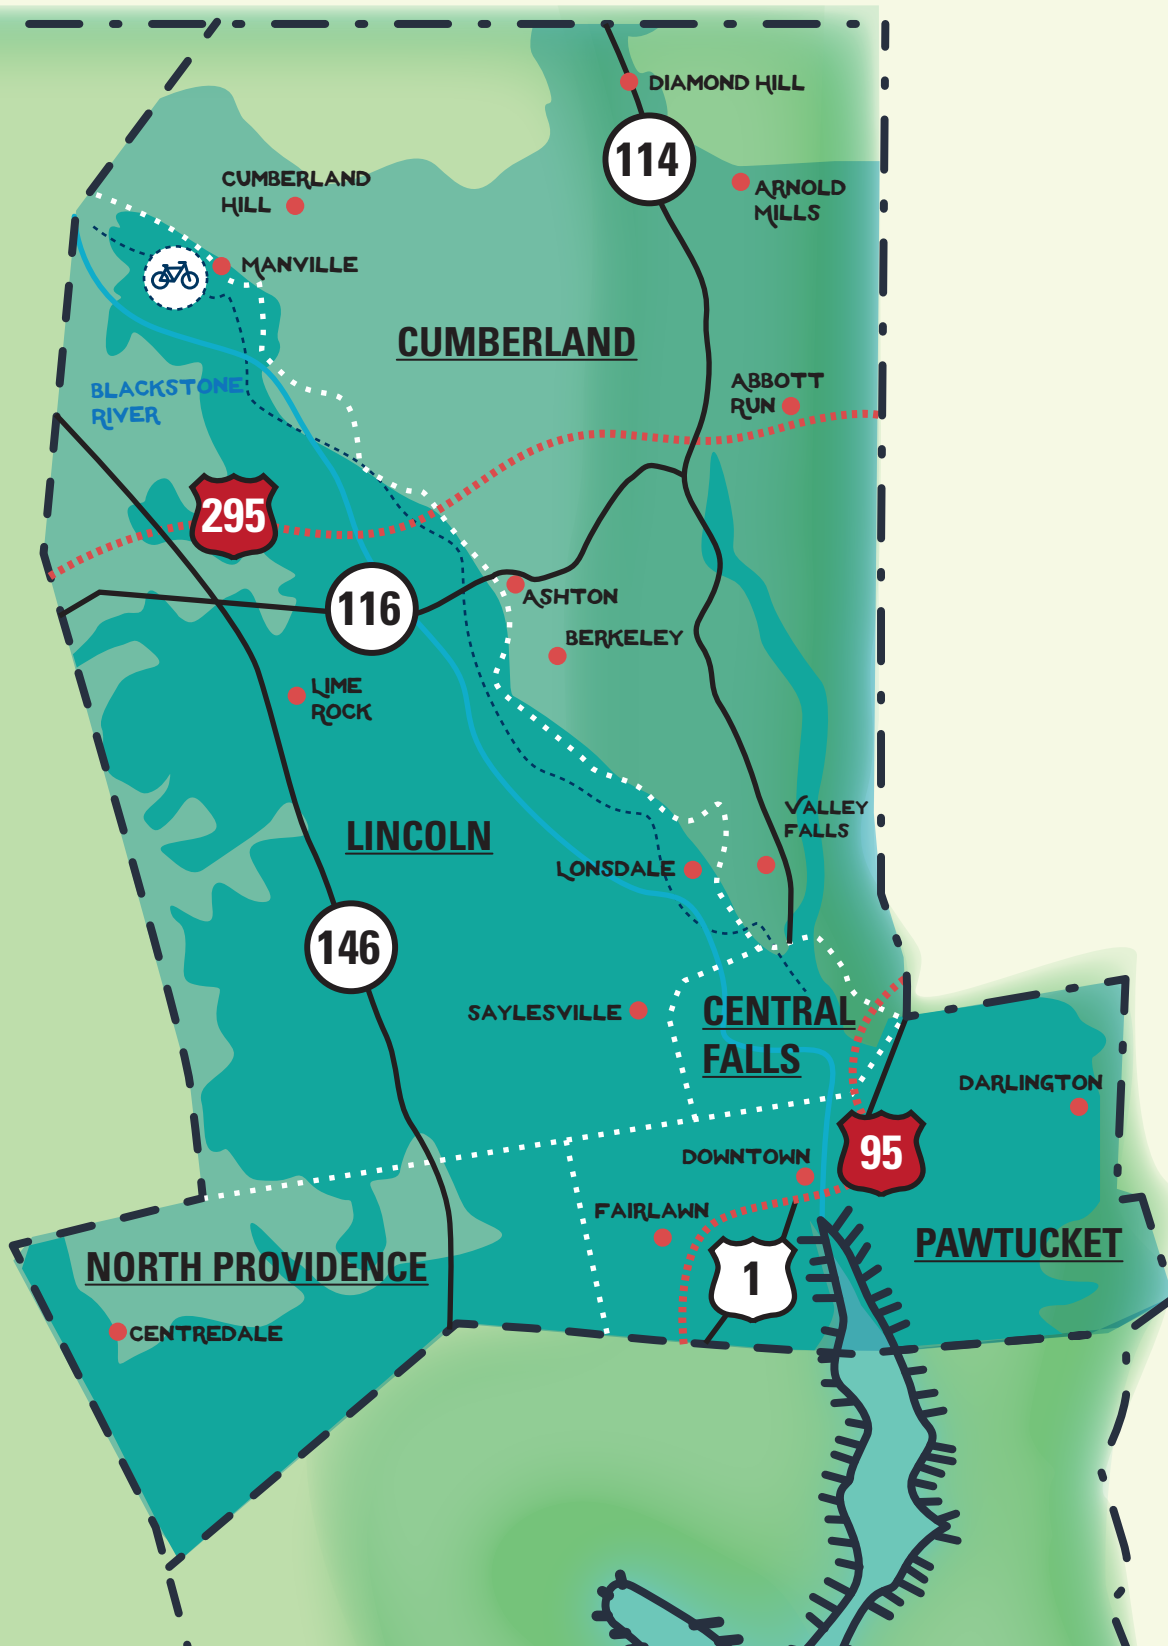 DIAMOND HILL
114
CUMBERLAND
HILL
ARNOLD
MILLS
MANVILLE
CUMBERLAND
BLACKSTONE
RIVER
ABBOTT
RUN
295
116
ASHTON
BERKELEY
LIME
ROCK
LINCOLN
VALLEY
FALLS
LONSDALE
146
SAYLESVILLE
CENTRAL
FALLS
DARLINGTON
95
DOWNTOWN
FAIRLAWN
PAWTUCKET
NORTH PROVIDENCE
1
CENTREDALE